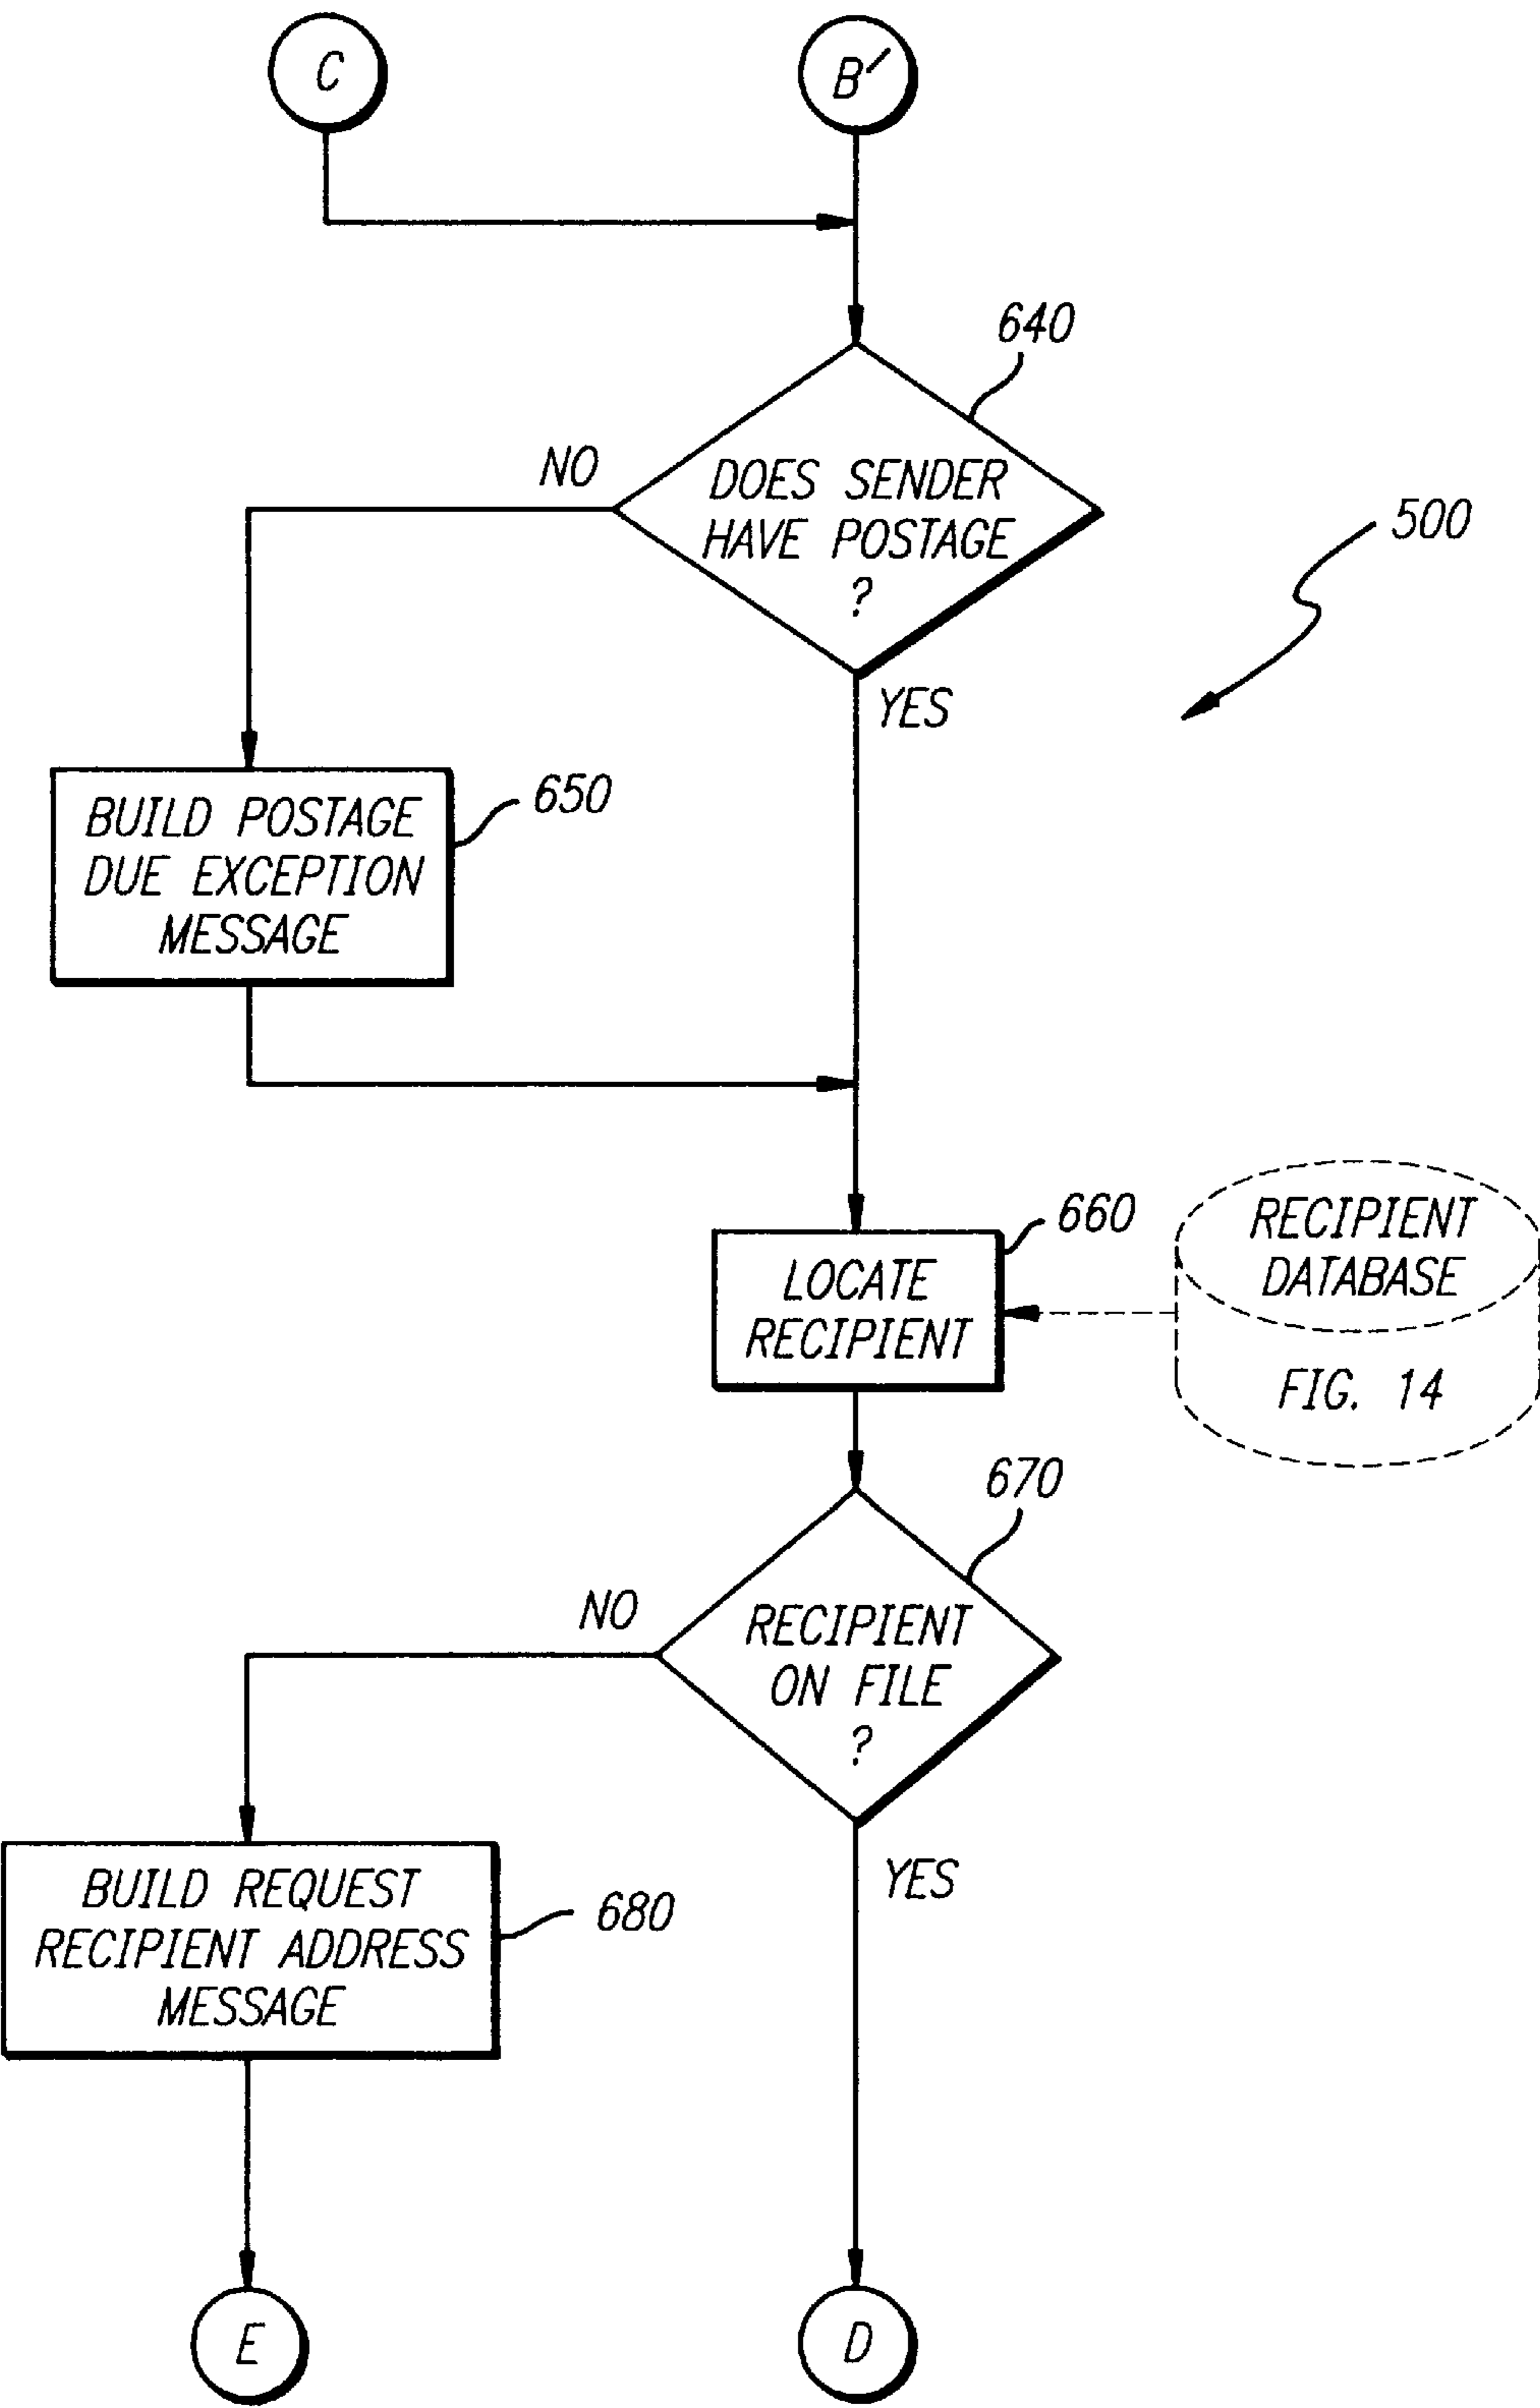 C
B'
640
NO
DOES SENDER
HAVE POSTAGE
?
500
YES
BUILD POSTAGE
DUE EXCEPTION
MESSAGE
650
660
LOCATE
RECIPIENT
RECIPIENT
DATABASE
FIG. 14
670
NO
RECIPIENT
ON FILE
?
YES
BUILD REQUEST
RECIPIENT ADDRESS
MESSAGE
680
E
D